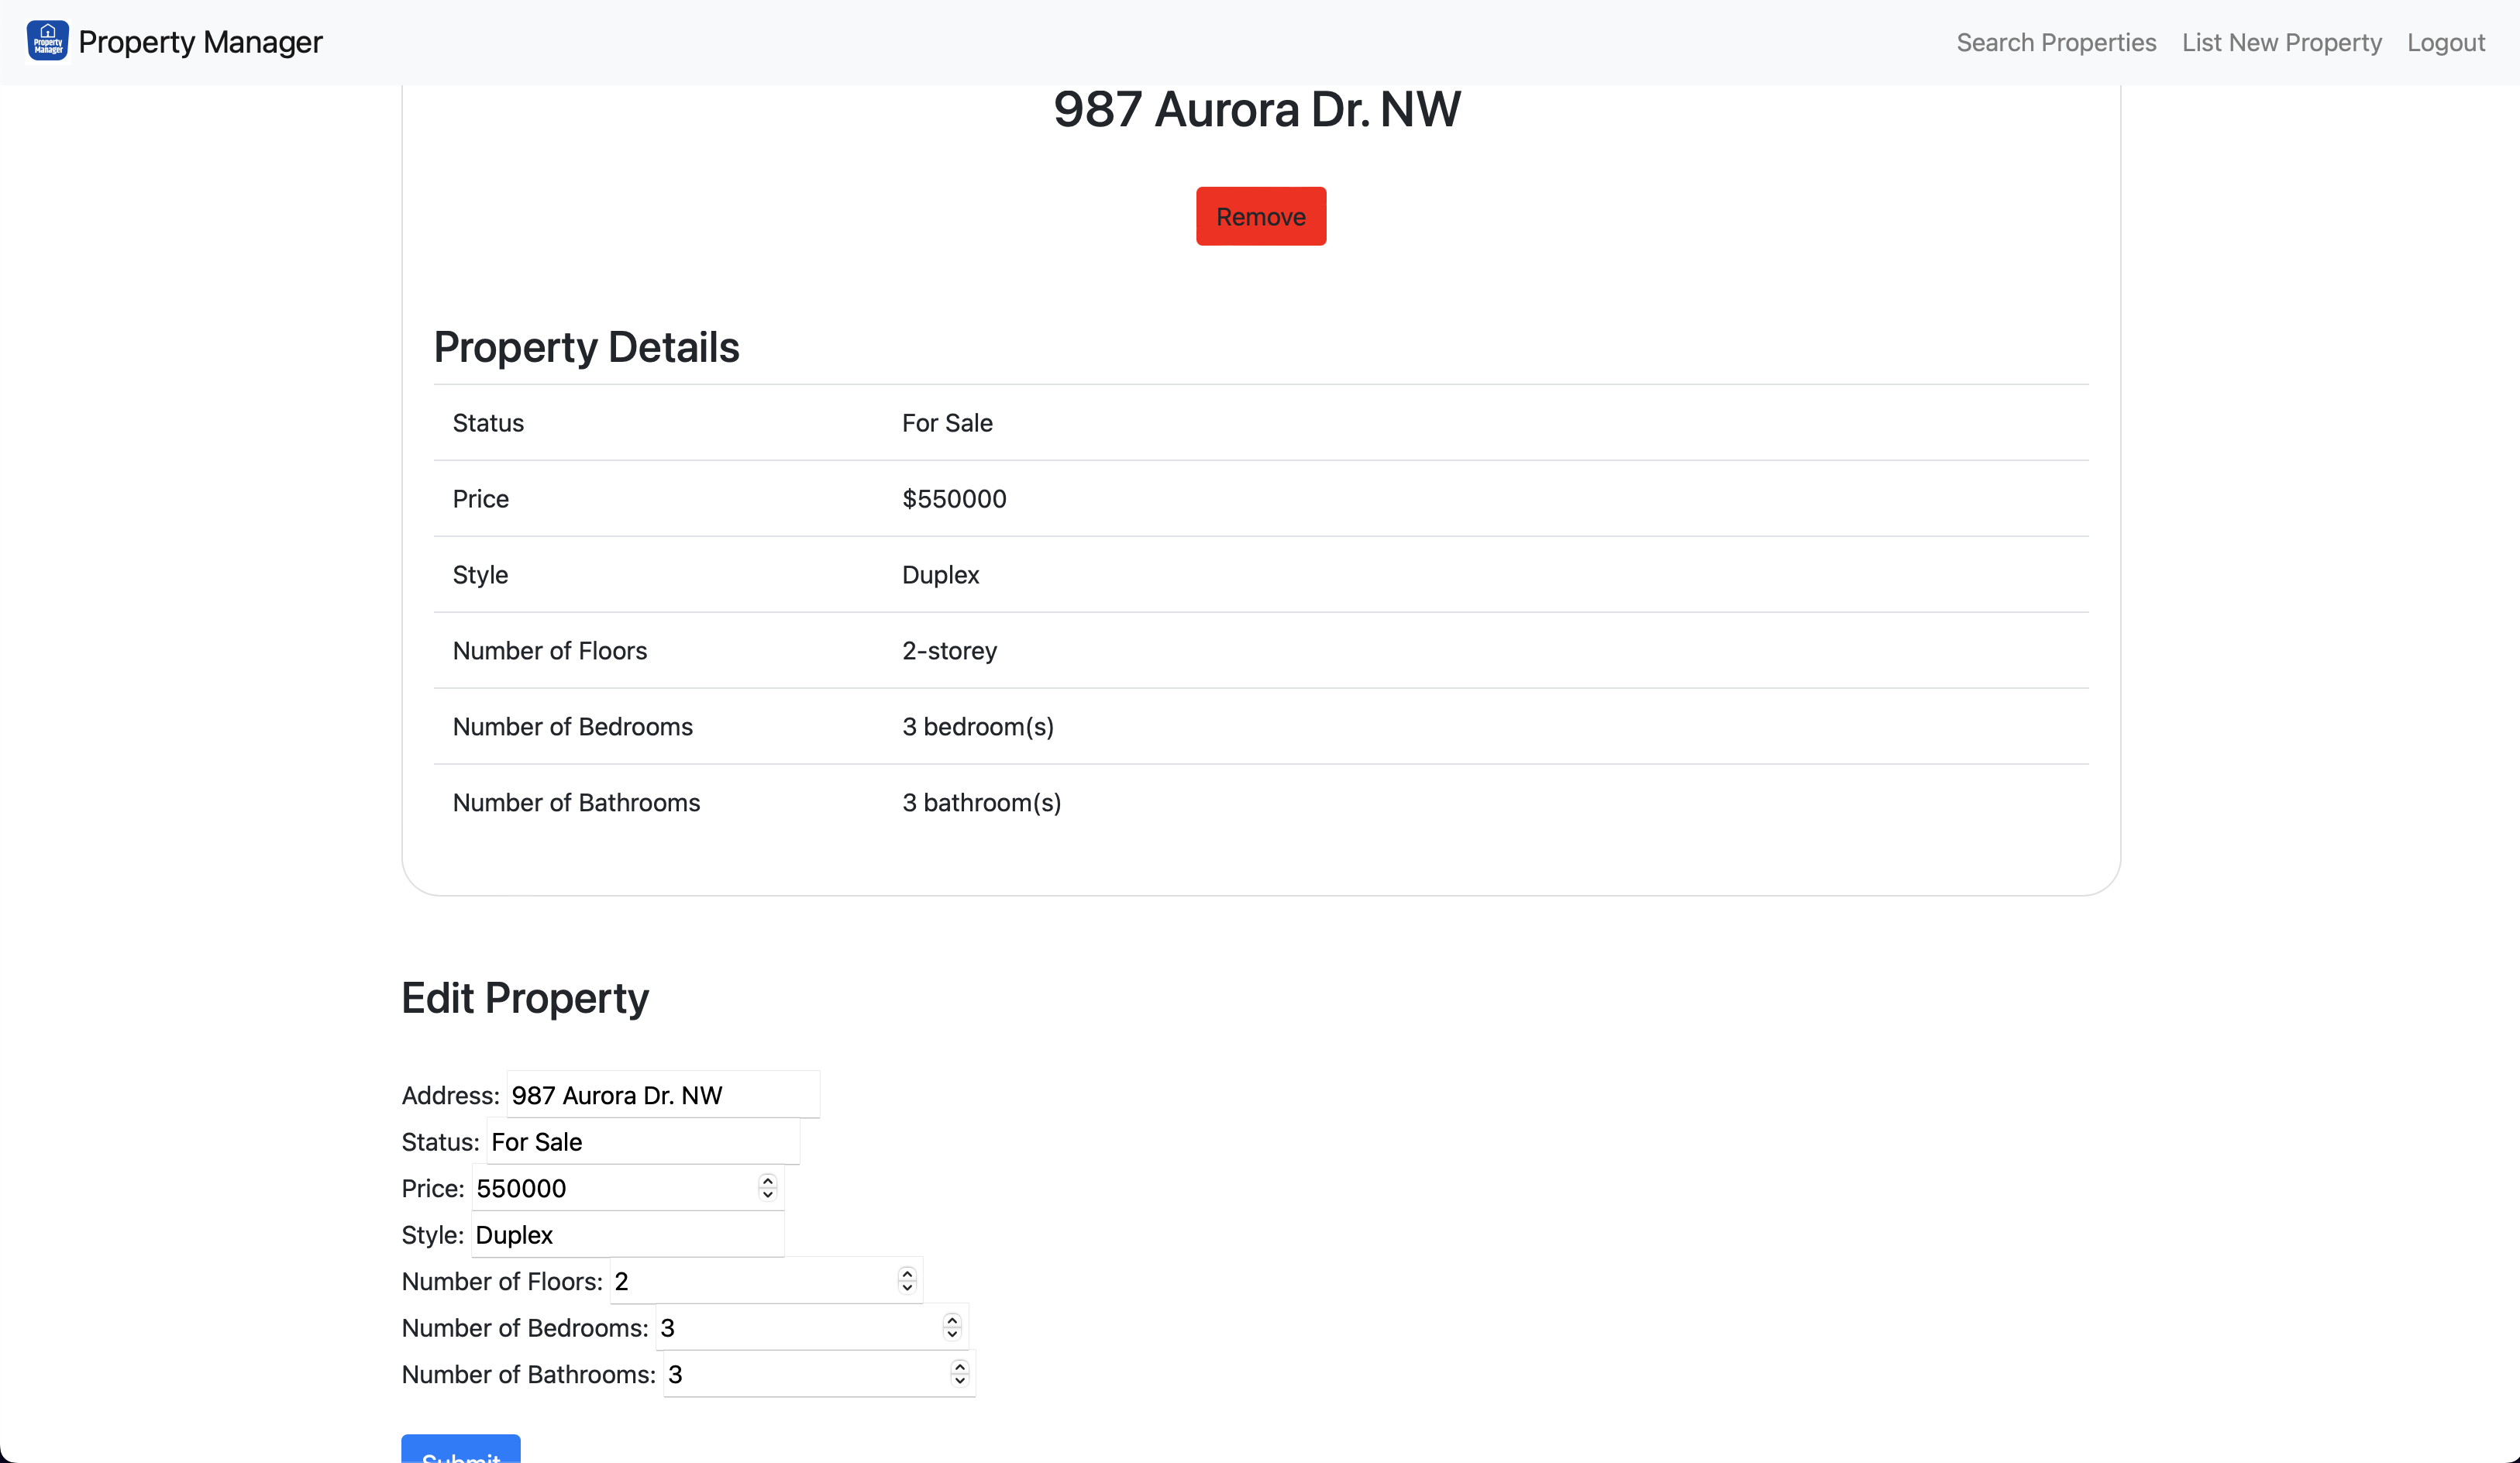 Property Manager
Property Manager Search Properties List New Property Logout
987 Aurora Dr. NW
Remove
Property Details
Status For Sale
Price $550000
Style Duplex
Number of Floors 2-storey
Number of Bedrooms 3 bedroom(s)
Number of Bathrooms 3 bathroom(s)
Edit Property
Address: 987 Aurora Dr. NW
Status: For Sale
Price: 550000
Style: Duplex
Number of Floors: 2
Number of Bedrooms: 3
Number of Bathrooms: 3
Submit